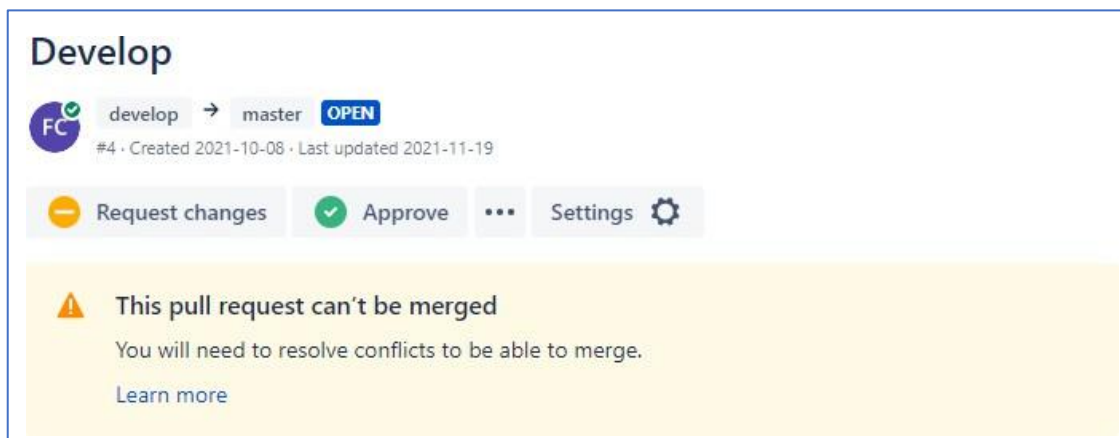 Develop
FC develop → master OPEN
#4 · Created 2021-10-08 · Last updated 2021-11-19
Request changes Approve ••• Settings
This pull request can't be merged
You will need to resolve conflicts to be able to merge.
Learn more